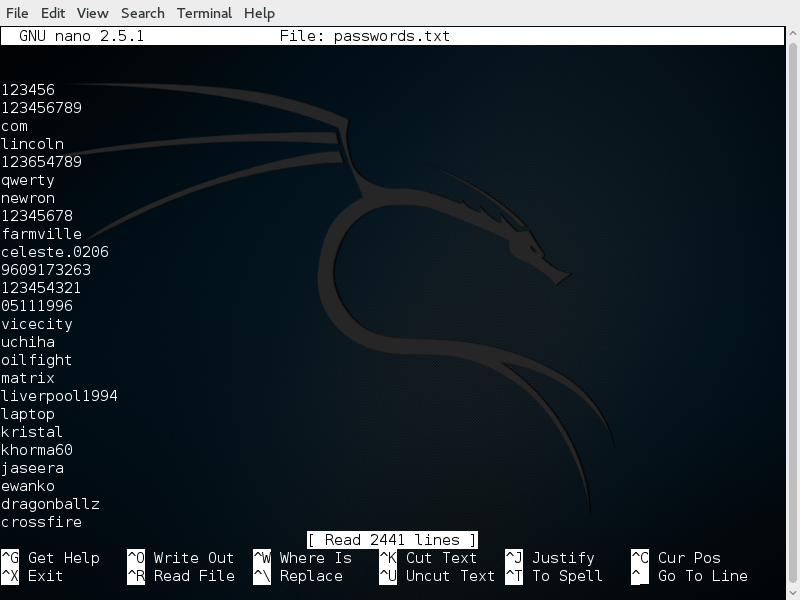 File Edit View Search Terminal Help
GNU nano 2.5.1 File: passwords.txt
123456
123456789
com
lincoln
123654789
qwerty
newron
12345678
farmville
celeste.0206
9609173263
123454321
05111996
vicecity
uchiha
oilfight
matrix
liverpool1994
laptop
kristal
khorma60
jaseera
ewanko
dragonballz
crossfire
[ Read 2441 lines ]
^G Get Help ^O Write Out ^W Where Is ^K Cut Text ^J Justify ^C Cur Pos
^X Exit ^R Read File ^\ Replace ^U Uncut Text ^T To Spell ^_ Go To Line